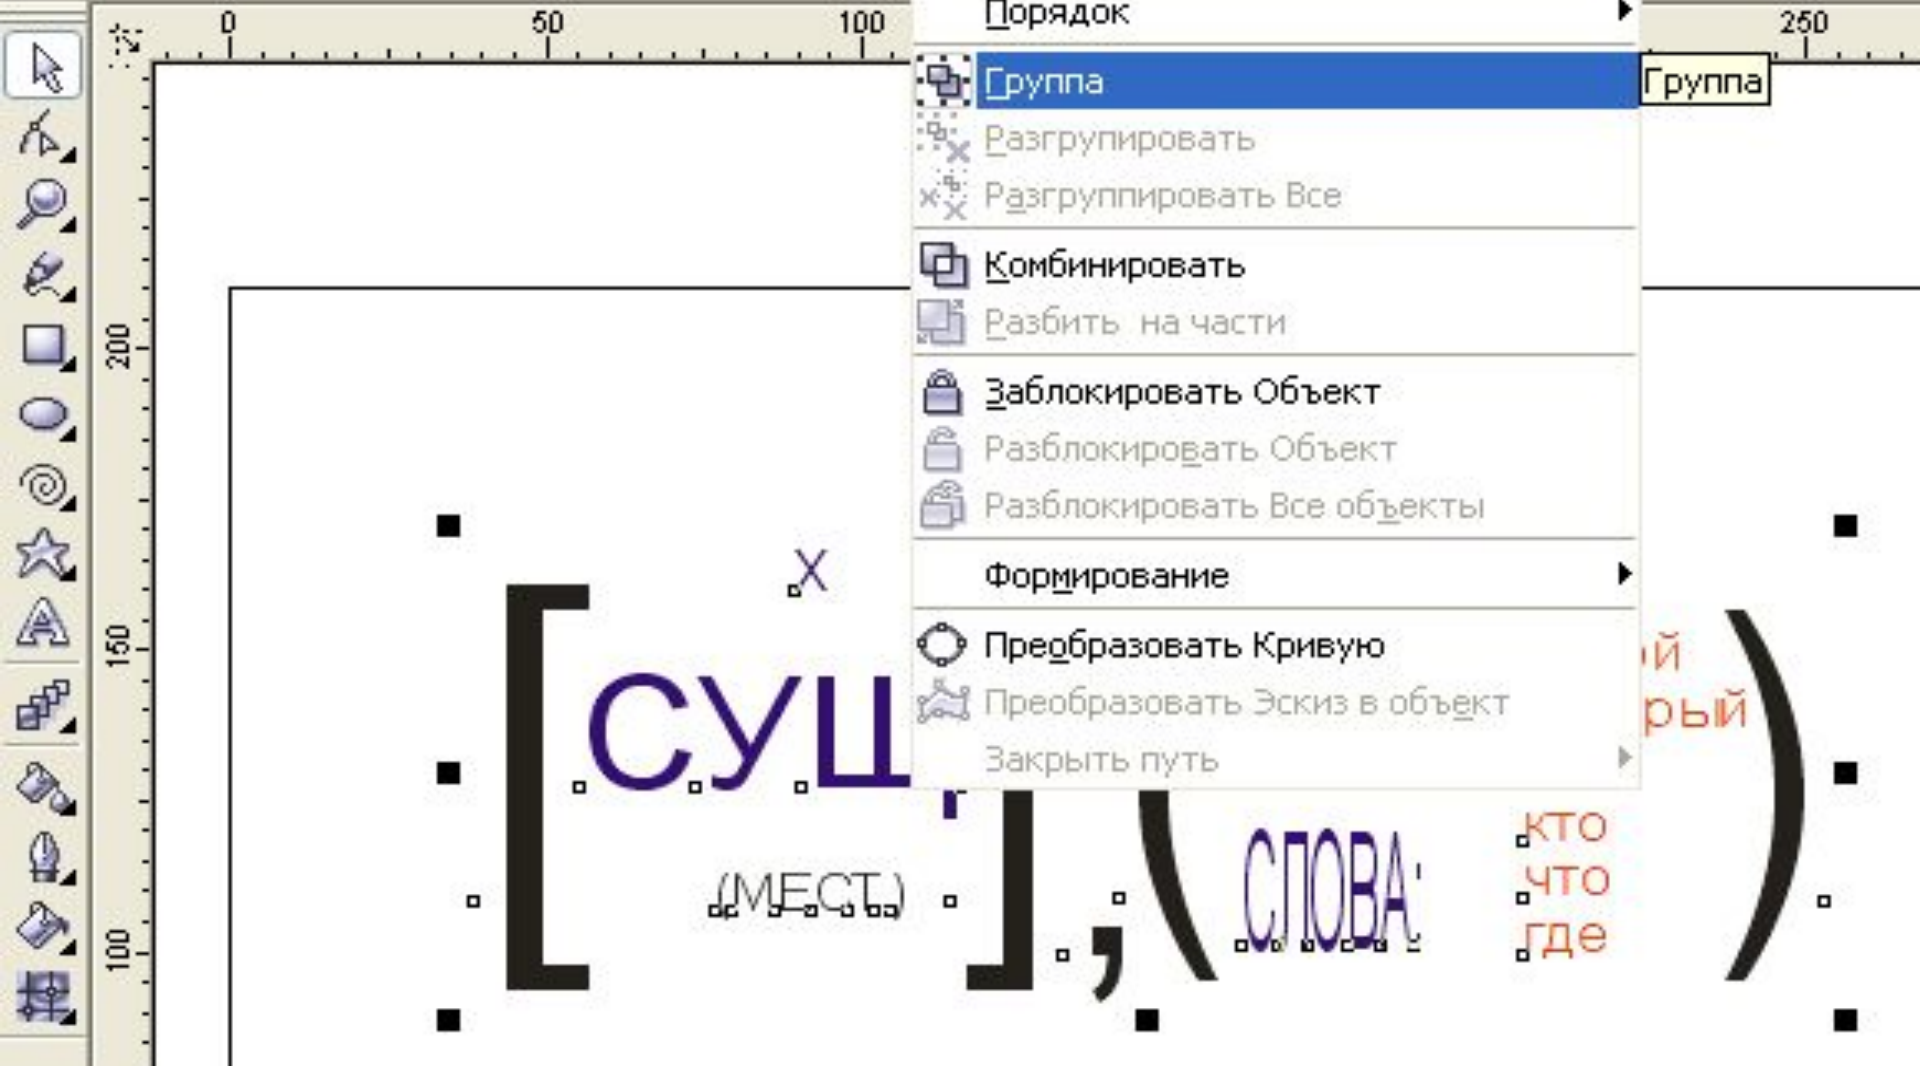 0 50 100 250
Порядок
Группа
Группа
Разгрупировать
Разгруппировать Все
Комбинировать
Разбить на части
Заблокировать Объект
Разблокировать Объект
Разблокировать Все объекты
Формирование
Преобразовать Кривую
Преобразовать Эскиз в объект
Закрыть путь
200
150
100
х
[ СУЩ ] , ( )
(МЕСТ.)
СЛОВА:
рый
кто
что
где